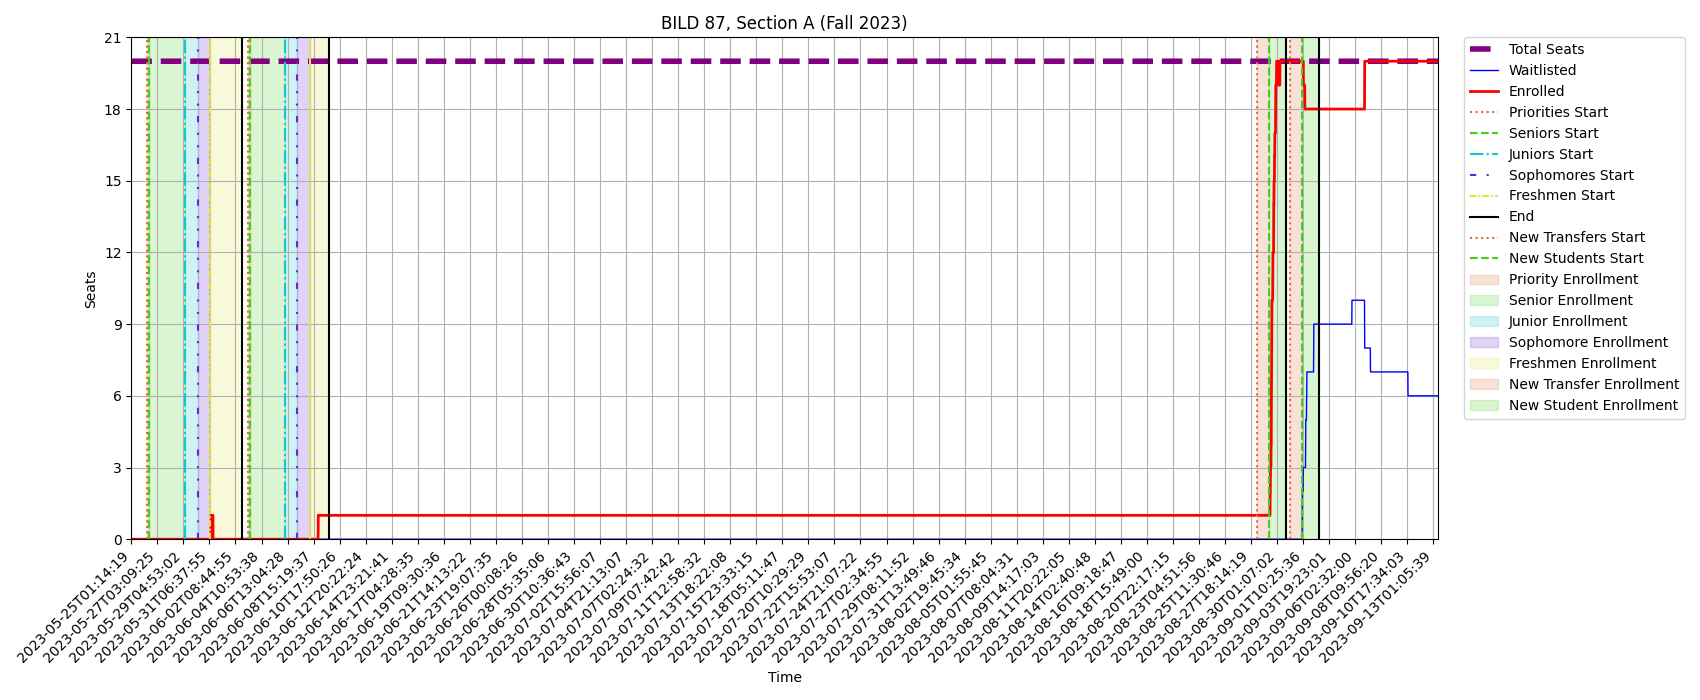 BILD 87, Section A (Fall 2023)
Seats
21
18
15
12
9
6
3
0
2023-05-25T01:14:19
2023-05-27T03:09:25
2023-05-29T04:53:02
2023-05-31T06:37:55
2023-06-02T08:44:55
2023-06-04T10:53:38
2023-06-06T13:04:28
2023-06-08T15:19:37
2023-06-10T17:50:26
2023-06-12T20:22:24
2023-06-14T23:21:41
2023-06-17T04:28:35
2023-06-19T09:30:36
2023-06-21T14:13:22
2023-06-23T19:07:35
2023-06-26T00:08:26
2023-06-28T05:35:06
2023-06-30T10:36:43
2023-07-02T15:56:07
2023-07-04T21:13:07
2023-07-07T02:24:32
2023-07-09T07:42:42
2023-07-11T12:58:32
2023-07-13T18:22:08
2023-07-15T23:33:15
2023-07-18T05:11:47
2023-07-20T10:29:29
2023-07-22T15:53:07
2023-07-24T21:07:22
2023-07-27T02:34:55
2023-07-29T08:11:52
2023-07-31T13:49:46
2023-08-02T19:45:34
2023-08-05T01:55:45
2023-08-07T08:04:31
2023-08-09T14:17:03
2023-08-11T20:22:05
2023-08-14T02:40:48
2023-08-16T09:18:47
2023-08-18T15:49:00
2023-08-20T22:17:15
2023-08-23T04:51:56
2023-08-25T11:30:46
2023-08-27T18:14:19
2023-08-30T01:07:02
2023-09-01T10:25:36
2023-09-03T19:23:01
2023-09-06T02:32:00
2023-09-08T09:56:20
2023-09-10T17:34:03
2023-09-13T01:05:39
Time
Total Seats
Waitlisted
Enrolled
Priorities Start
Seniors Start
Juniors Start
Sophomores Start
Freshmen Start
End
New Transfers Start
New Students Start
Priority Enrollment
Senior Enrollment
Junior Enrollment
Sophomore Enrollment
Freshmen Enrollment
New Transfer Enrollment
New Student Enrollment